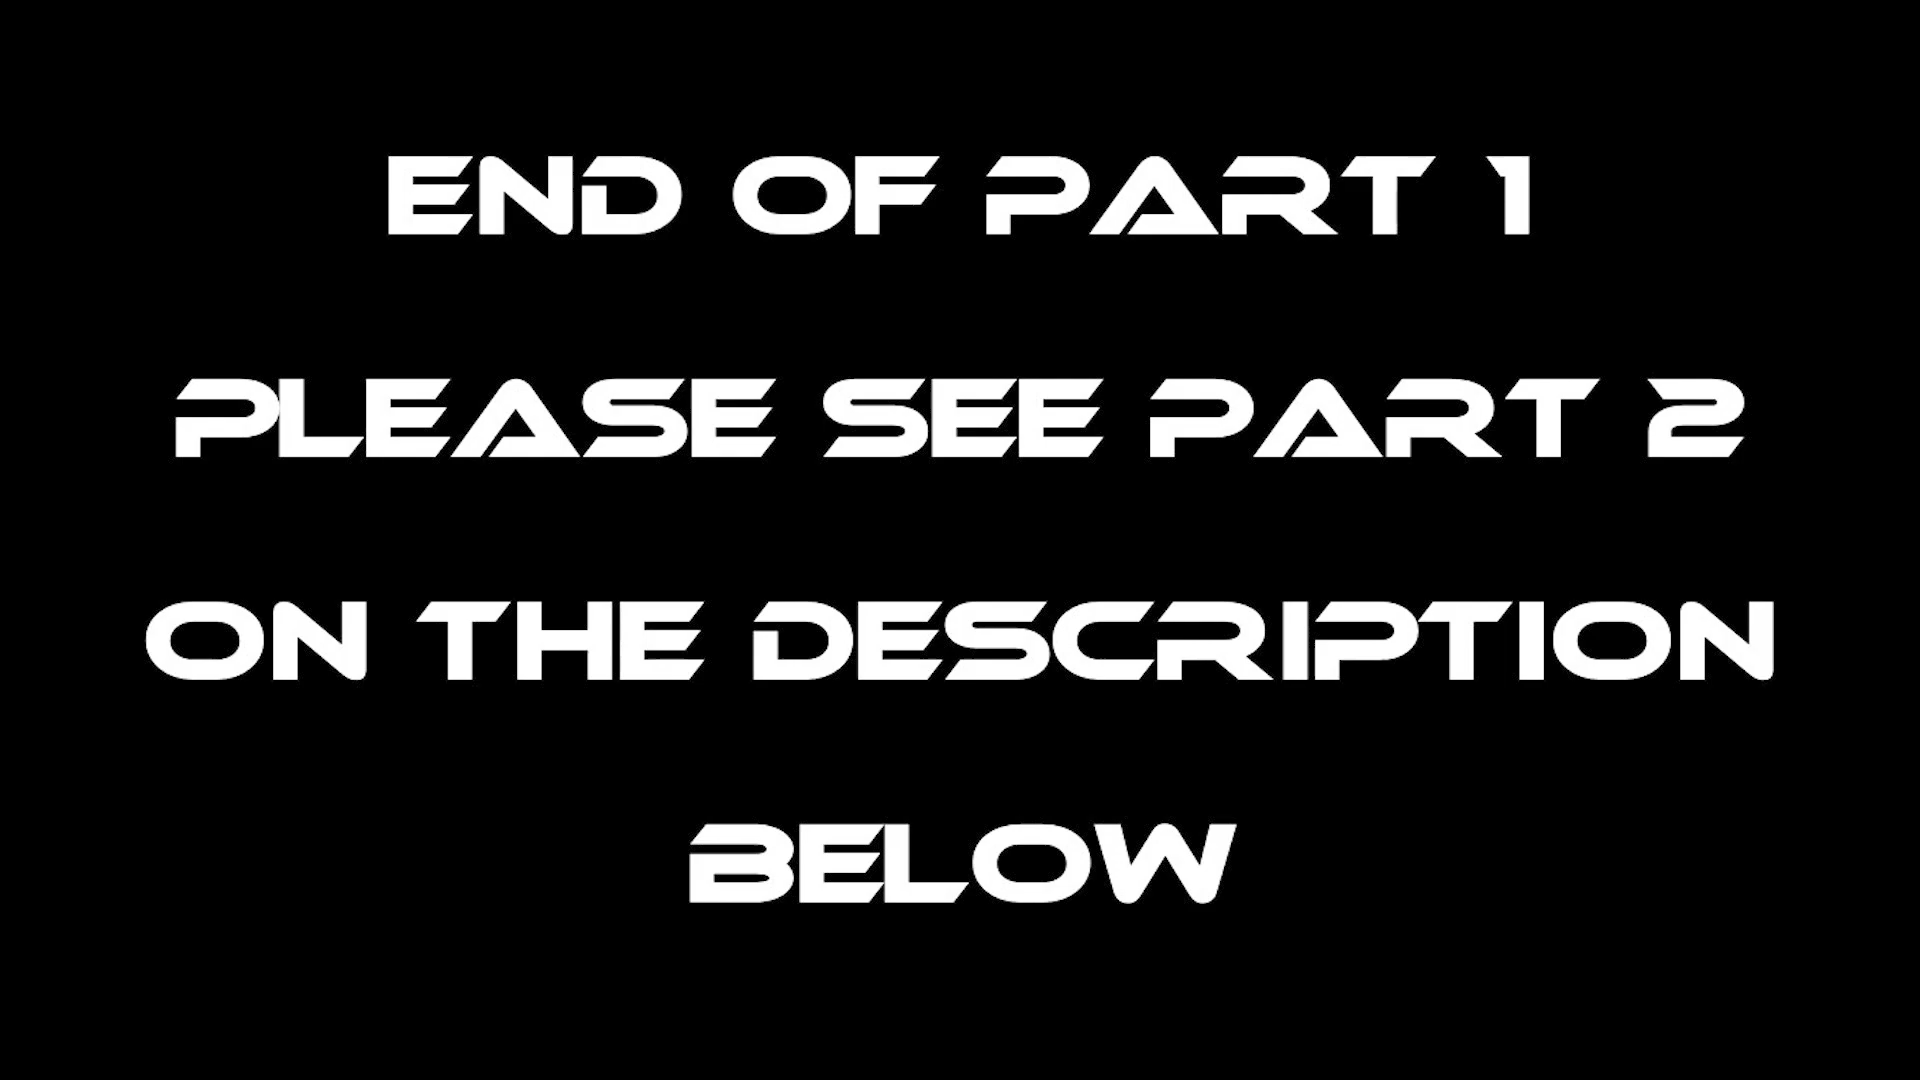 END OF PART 1
PLEASE SEE PART 2
ON THE DESCRIPTION
BELOW